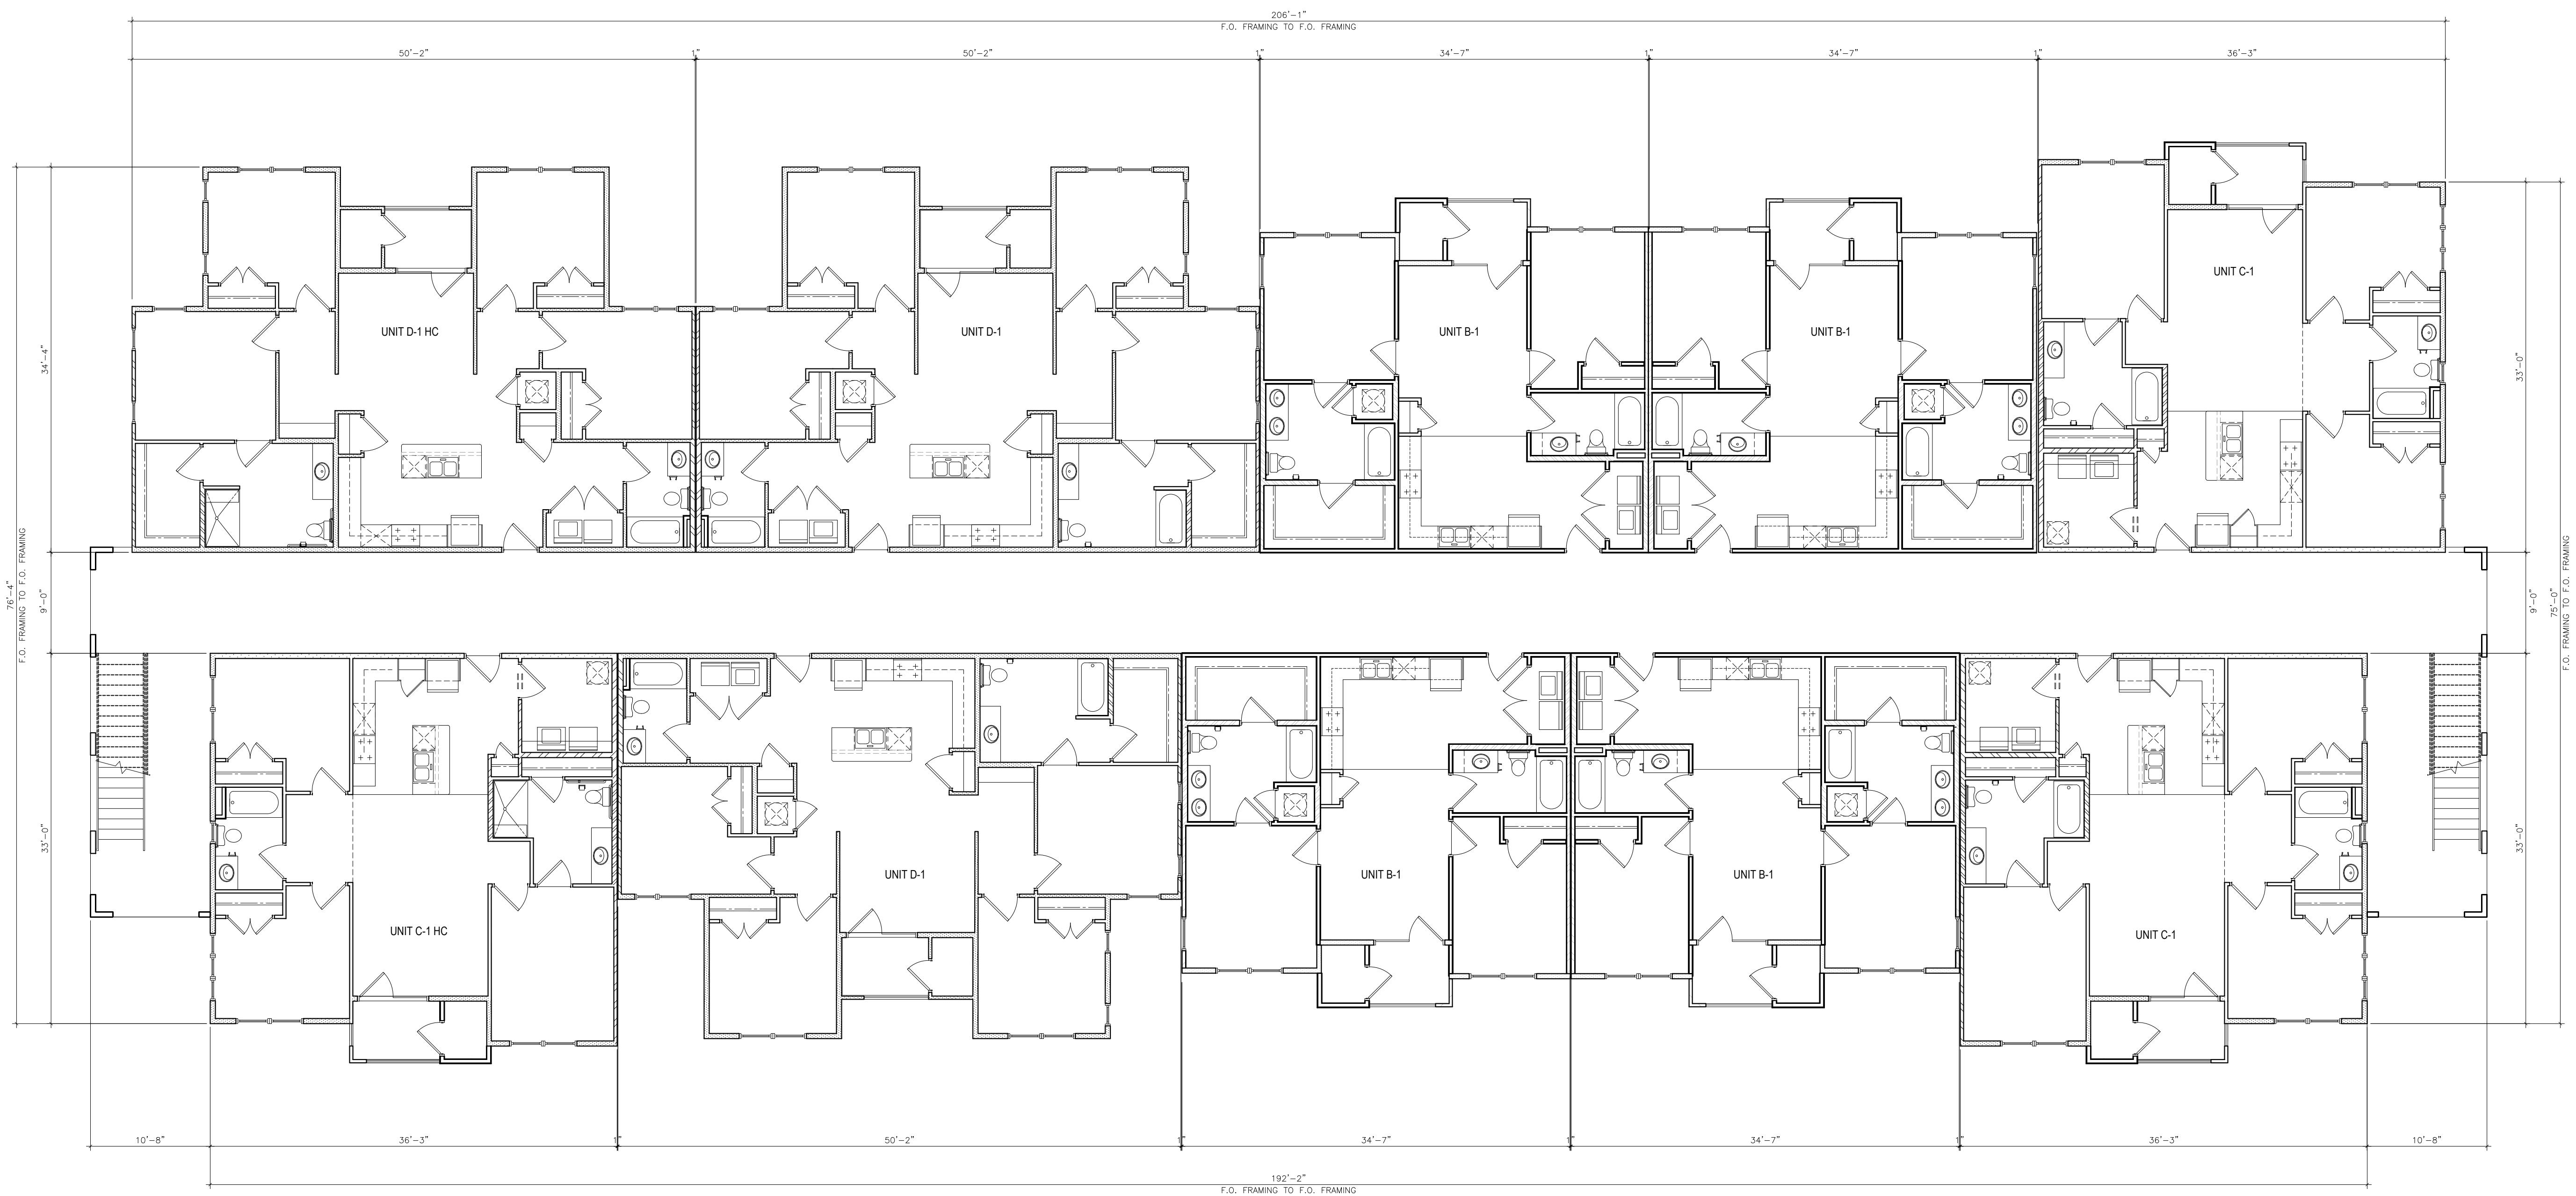 206'-1"
F.O. FRAMING TO F.O. FRAMING
50'-2" 1" 50'-2" 1" 34'-7" 1" 34'-7" 1" 36'-3"
UNIT C-1
UNIT D-1 HC UNIT D-1 UNIT B-1 UNIT B-1
34'-4" 33'-0"
76'-4"
F.O. FRAMING TO F.O. FRAMING
9'-0" 9'-0"
75'-0"
F.O. FRAMING TO F.O. FRAMING
33'-0" 33'-0"
UNIT D-1 UNIT B-1 UNIT B-1
UNIT C-1 HC UNIT C-1
10'-8" 36'-3" 1" 50'-2" 1" 34'-7" 1" 34'-7" 1" 36'-3" 10'-8"
192'-2"
F.O. FRAMING TO F.O. FRAMING